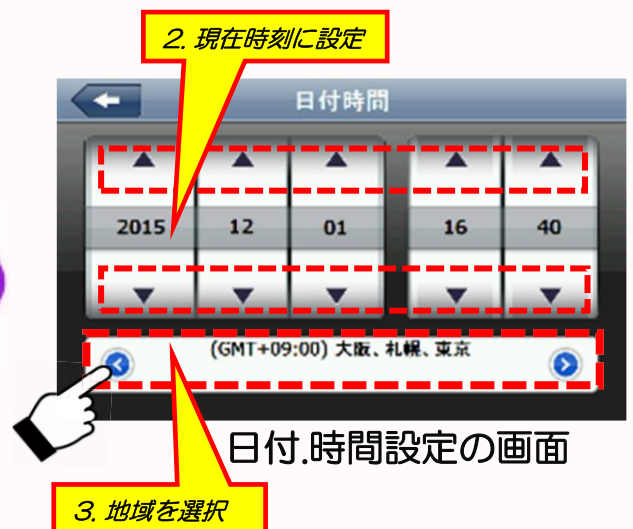 2. 現在時刻に設定
日付時間
2015 12 01 16 40
(GMT+09:00) 大阪、札幌、東京
日付.時間設定の画面
3. 地域を選択